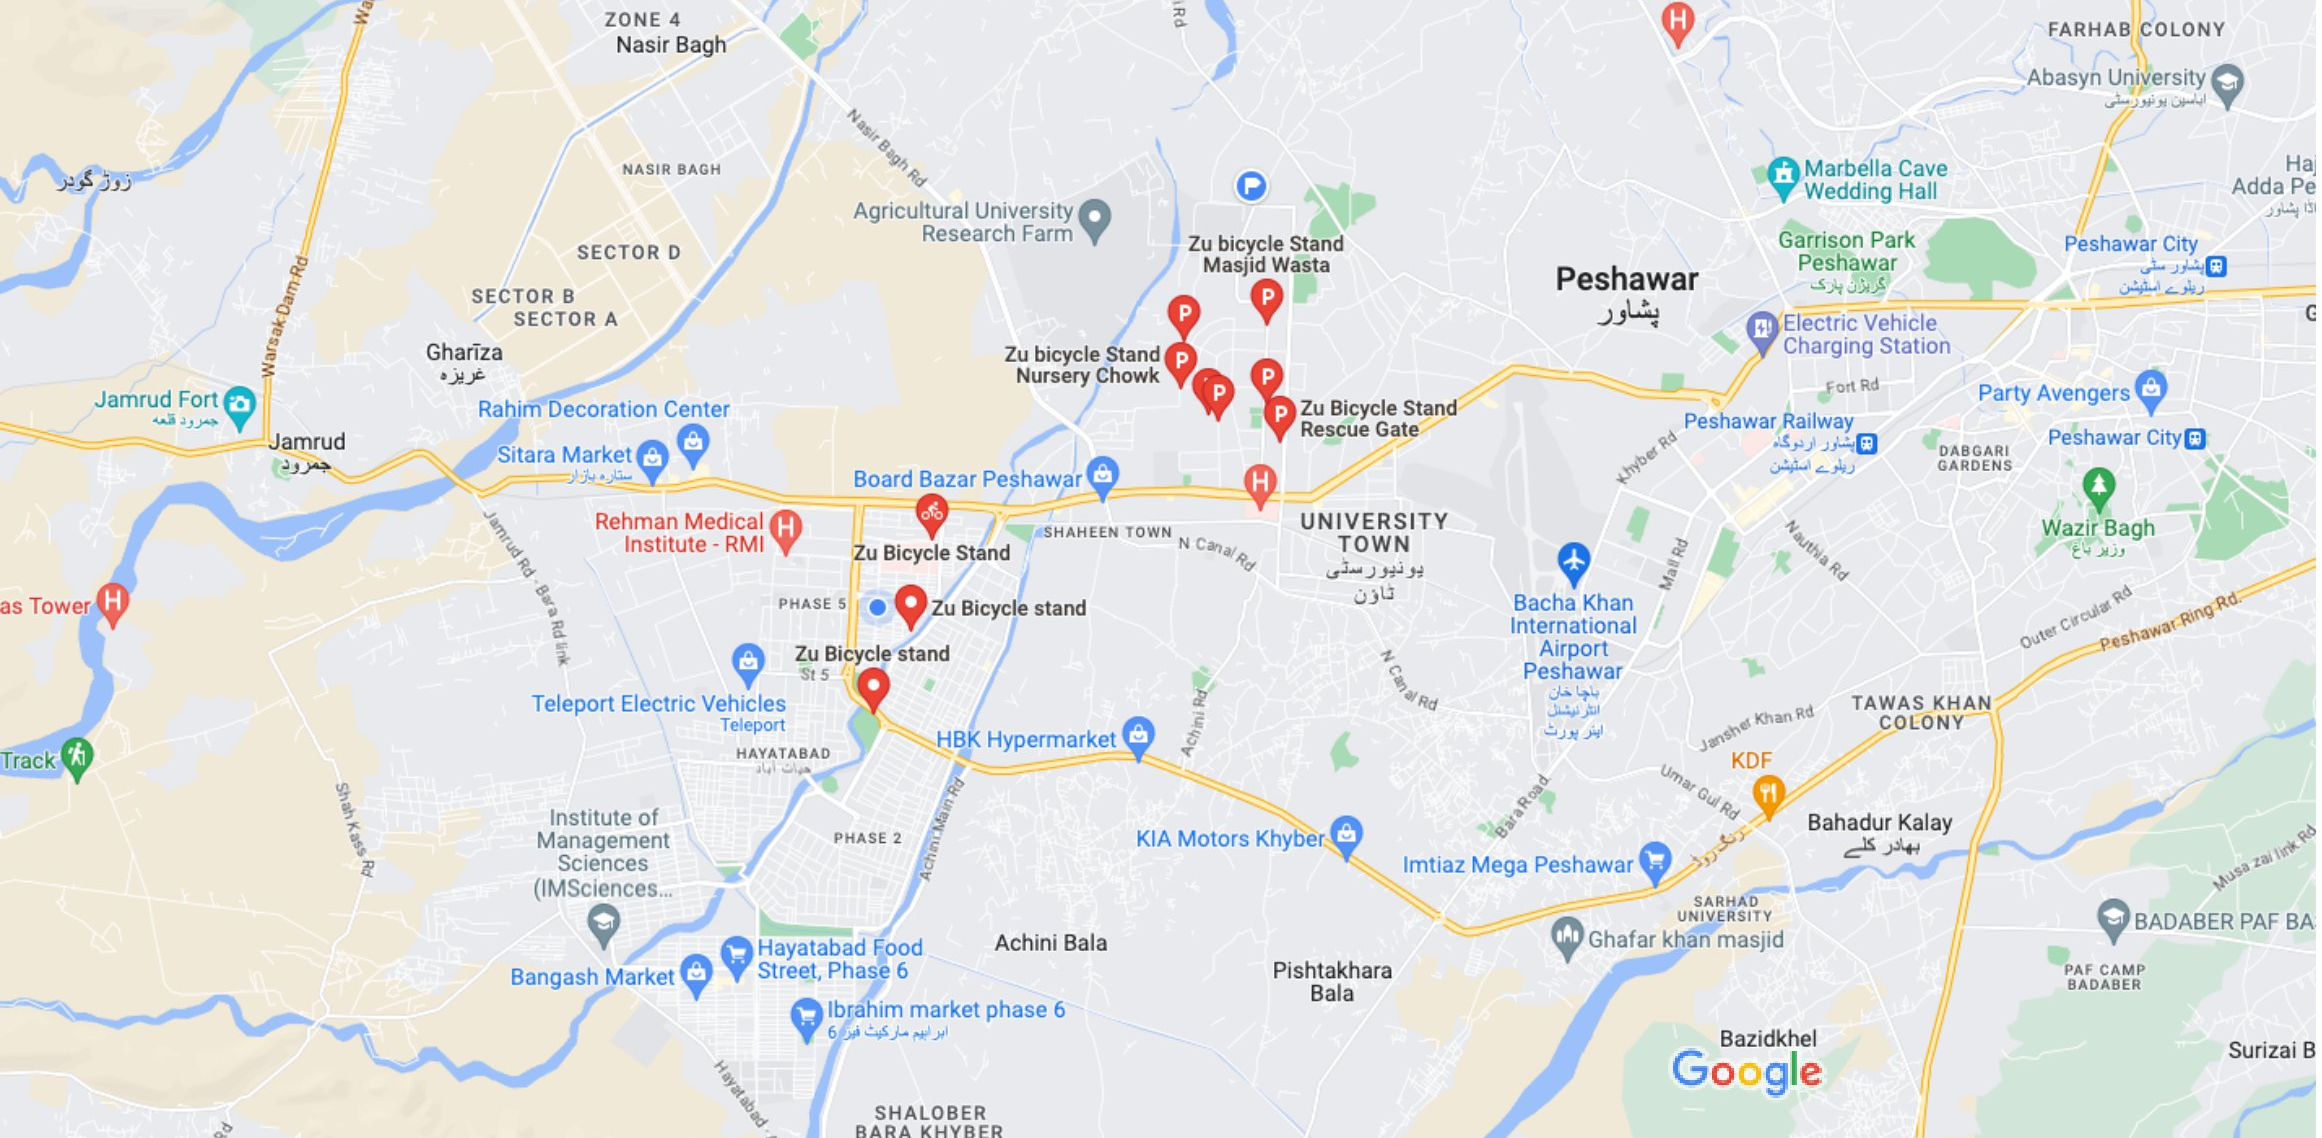 ZONE 4
Nasir Bagh
FARHAB COLONY
Abasyn University
اباسین یونیورسٹی
Nasir Bagh Rd
NASIR BAGH
زوڑ گودر
Marbella Cave
Wedding Hall
Agricultural University
Research Farm
Zu bicycle Stand
Masjid Wasta
Garrison Park
Peshawar
گریژن پارک
Peshawar City
پشاور سٹی
ریلوے اسٹیشن
SECTOR D
Warsak Dam Rd
SECTOR B
SECTOR A
Peshawar
پشاور
Gharīza
غریزه
Zu bicycle Stand
Nursery Chowk
Electric Vehicle
Charging Station
Fort Rd
Party Avengers
Jamrud Fort
جمرود قلعہ
Rahim Decoration Center
Zu Bicycle Stand
Rescue Gate
Peshawar Railway
پشاور اردوگاہ
ریلوے اسٹیشن
Peshawar City
Jamrud
جمرود
Sitara Market
ستارہ بازار
Khyber Rd
DABGARI
GARDENS
Board Bazar Peshawar
Rehman Medical
Institute - RMI
SHAHEEN TOWN
N Canal Rd
UNIVERSITY
TOWN
یونیورسٹی
ٹاؤن
Wazir Bagh
وزیر باغ
Jamrud Rd - Bara Rd link
Zu Bicycle Stand
Nauthia Rd
Mall Rd
as Tower
PHASE 5
Zu Bicycle stand
Bacha Khan
International
Airport
Peshawar
باچا خان
انٹرنیشنل
ایئر پورٹ
Outer Circular Rd
Peshawar Ring Rd.
Zu Bicycle stand
St 5
N Canal Rd
Teleport Electric Vehicles
Teleport
Achini Rd
TAWAS KHAN
COLONY
Jansher Khan Rd
HBK Hypermarket
HAYATABAD
حیات آباد
Track
KDF
Umar Gul Rd
Bara Road
Shah Kass Rd
Institute of
Management
Sciences
(IMSciences...
PHASE 2
Achini Main Rd
KIA Motors Khyber
Bahadur Kalay
بهادر کلے
رنگ روڈ
Imtiaz Mega Peshawar
Musa zai link Rd
SARHAD
UNIVERSITY
BADABER PAF BA
Ghafar khan masjid
Achini Bala
Hayatabad Food
Street, Phase 6
Bangash Market
Pishtakhara
Bala
PAF CAMP
BADABER
Ibrahim market phase 6
ابراہیم مارکیٹ فیز 6
Bazidkhel
Google
Surizai B
Hayatabad
SHALOBER
BARA KHYBER